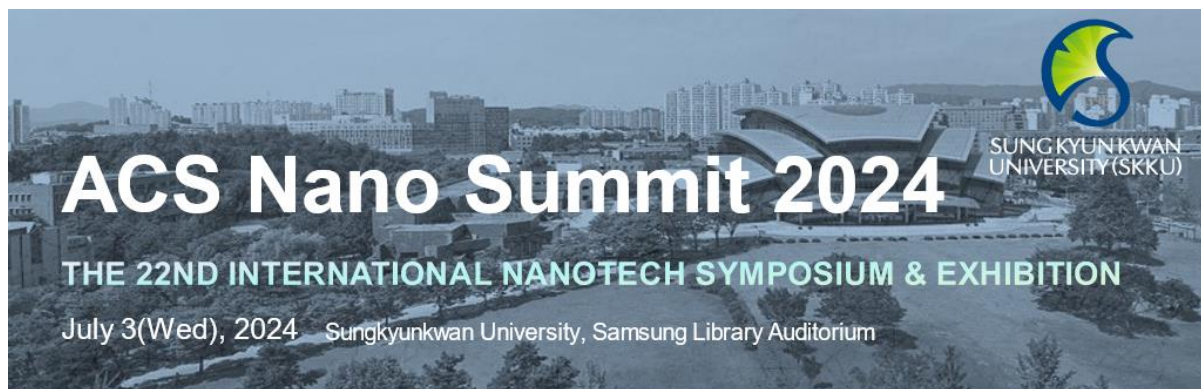 SUNG KYUN KWAN
UNIVERSITY (SKKU)
ACS Nano Summit 2024
THE 22ND INTERNATIONAL NANOTECH SYMPOSIUM & EXHIBITION
July 3(Wed), 2024 Sungkyunkwan University, Samsung Library Auditorium